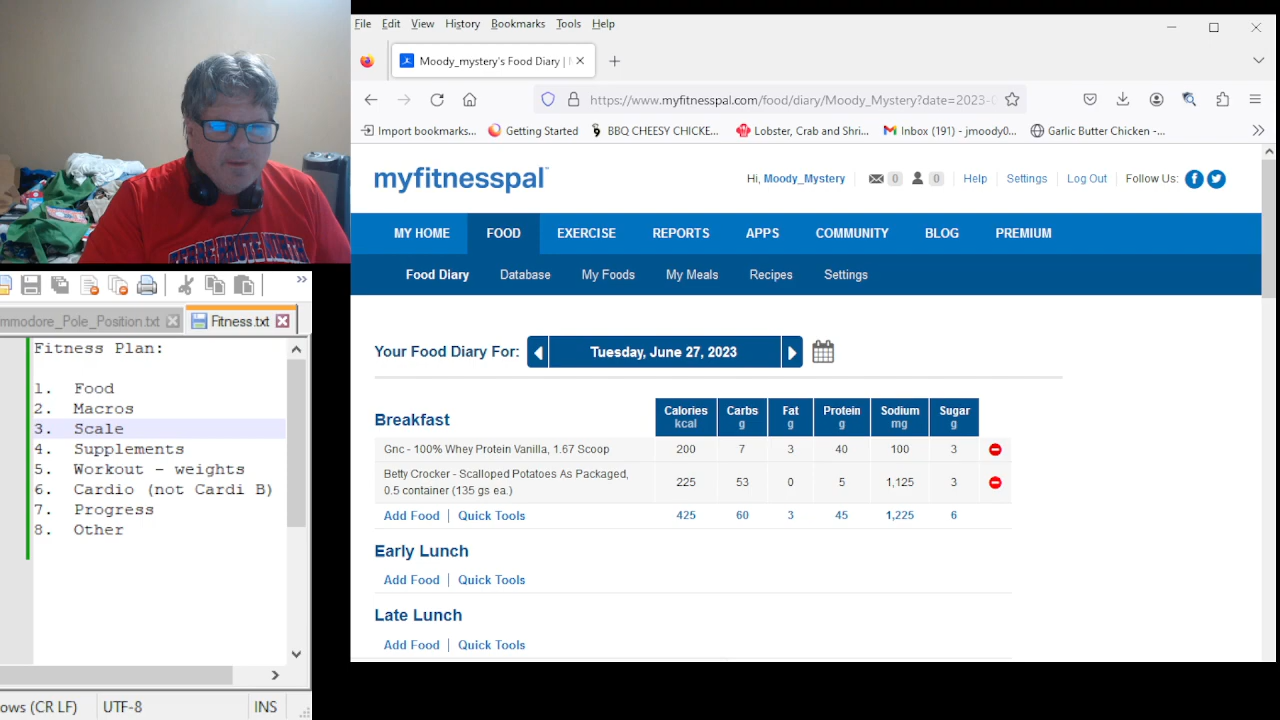 File Edit View History Bookmarks Tools Help
Moody_mystery's Food Diary |
https://www.myfitnesspal.com/food/diary/Moody_Mystery?date=2023-
Import bookmarks... Getting Started BBQ CHEESY CHICKE... Lobster, Crab and Shri... Inbox (191) - jmoody0... Garlic Butter Chicken -...
myfitnesspal
Hi, Moody_Mystery 0 0 Help Settings Log Out Follow Us:
MY HOME FOOD EXERCISE REPORTS APPS COMMUNITY BLOG PREMIUM
Food Diary Database My Foods My Meals Recipes Settings
Your Food Diary For: Tuesday, June 27, 2023
Breakfast Calories kcal Carbs g Fat g Protein g Sodium mg Sugar g
Gnc - 100% Whey Protein Vanilla, 1.67 Scoop 200 7 3 40 100 3
Betty Crocker - Scalloped Potatoes As Packaged,
0.5 container (135 gs ea.) 225 53 0 5 1,125 3
Add Food | Quick Tools 425 60 3 45 1,225 6
Early Lunch
Add Food | Quick Tools
Late Lunch
Add Food | Quick Tools
TERRE HAUTE NORTH
mmodore_Pole_Position.txt Fitness.txt
Fitness Plan:
1. Food
2. Macros
3. Scale
4. Supplements
5. Workout - weights
6. Cardio (not Cardi B)
7. Progress
8. Other
ows (CR LF) UTF-8 INS